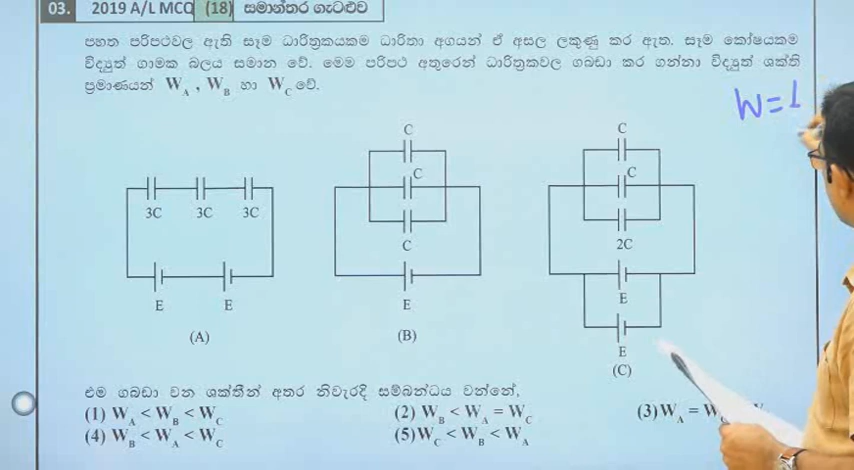 03. 2019 A/L MCQ (18) සමාන්තර ගැටළුව
පහත පරිපථවල ඇති සෑම ධාරිත්‍රකයකම ධාරිතා අගයන් ඒ අසල ලකුණු කර ඇත. සෑම කෝෂයකම
විද්‍යුත් ගාමක බලය සමාන වේ. මෙම පරිපථ අතුරෙන් ධාරිත්‍රකවල ගබඩා කර ගන්නා විද්‍යුත් ශක්ති
ප්‍රමාණයන් W_A , W_B හා W_C වේ.
W=
C
C
C
C
3C 3C 3C
C
2C
E E
E
E
E
(A)
(B)
(C)
එම ගබඩා වන ශක්තීන් අතර නිවැරදි සම්බන්ධය වන්නේ,
(1) W_A < W_B < W_C (2) W_B < W_A = W_C (3) W_A =
(4) W_B < W_A < W_C (5) W_C < W_B < W_A